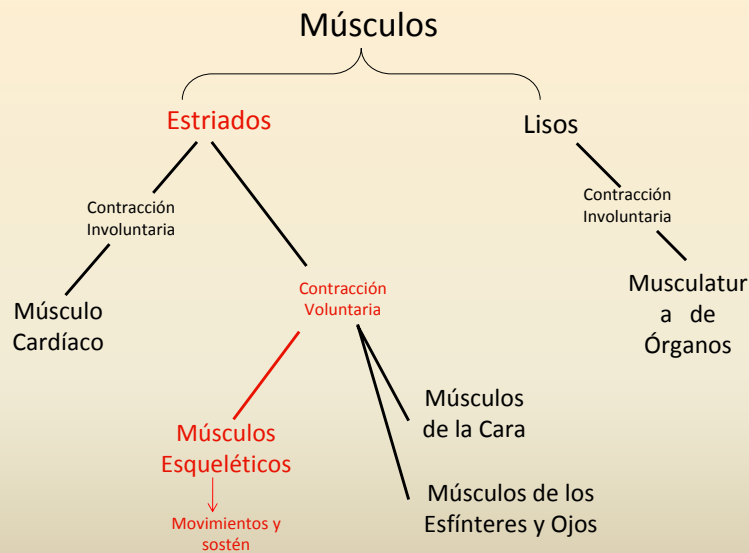 Músculos
Estriados
Lisos
Contracción
Involuntaria
Contracción
Involuntaria
Músculo
Cardíaco
Contracción
Voluntaria
Musculatur
a de
Órganos
Músculos
Esqueléticos
Músculos
de la Cara
Músculos de los
Esfínteres y Ojos
Movimientos y
sostén